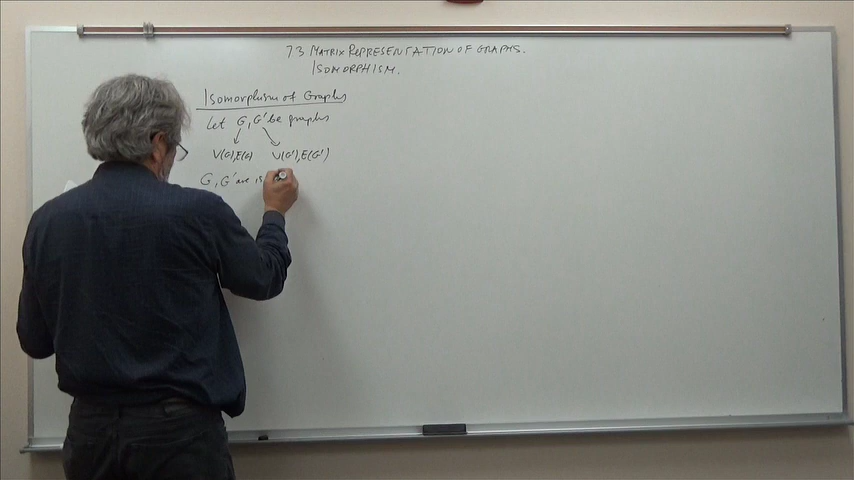 7.3 MATRIX REPRESENTATION OF GRAPHS.
ISOMORPHISM.
Isomorphism of Graphs
Let G, G' be graphs
V(G), E(G) V(G'), E(G')
G, G' are is